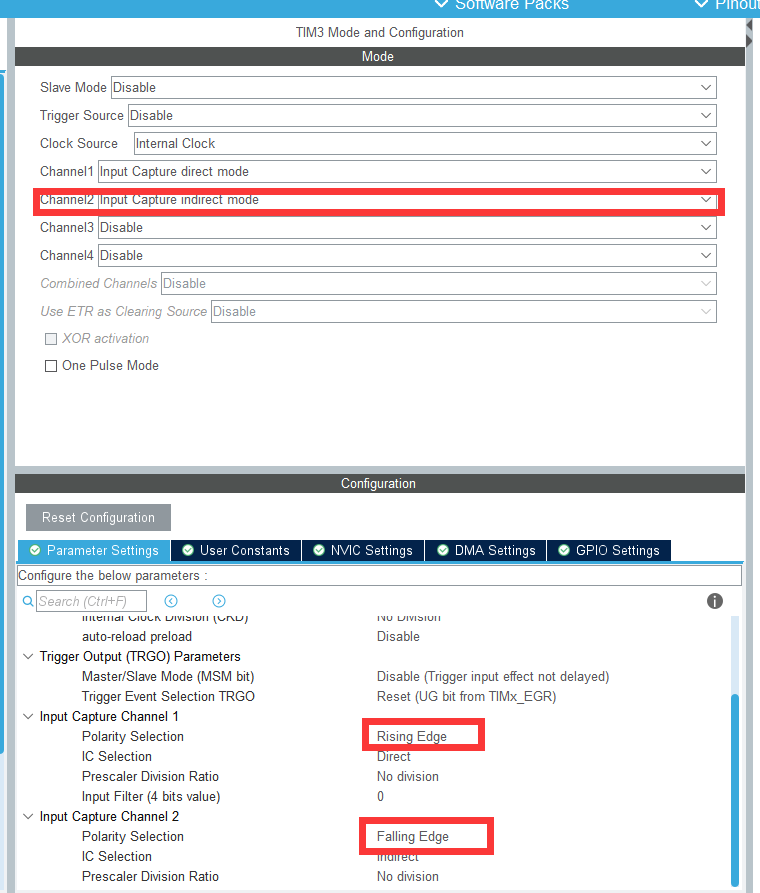 Software Packs Pinout
TIM3 Mode and Configuration
Mode
Slave Mode Disable
Trigger Source Disable
Clock Source Internal Clock
Channel1 Input Capture direct mode
Channel2 Input Capture indirect mode
Channel3 Disable
Channel4 Disable
Combined Channels Disable
Use ETR as Clearing Source Disable
XOR activation
One Pulse Mode
Configuration
Reset Configuration
Parameter Settings User Constants NVIC Settings DMA Settings GPIO Settings
Configure the below parameters :
Search (Ctrl+F)
Internal Clock Division (CKD) No Division
auto-reload preload Disable
Trigger Output (TRGO) Parameters
Master/Slave Mode (MSM bit) Disable (Trigger input effect not delayed)
Trigger Event Selection TRGO Reset (UG bit from TIMx_EGR)
Input Capture Channel 1
Polarity Selection Rising Edge
IC Selection Direct
Prescaler Division Ratio No division
Input Filter (4 bits value) 0
Input Capture Channel 2
Polarity Selection Falling Edge
IC Selection Indirect
Prescaler Division Ratio No division